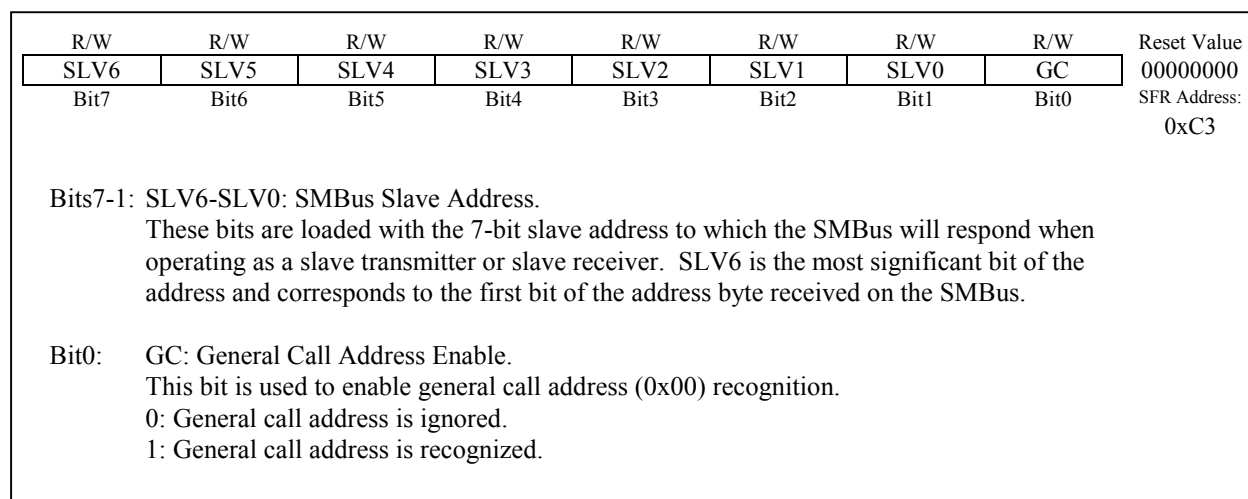 R/W R/W R/W R/W R/W R/W R/W R/W Reset Value
SLV6 SLV5 SLV4 SLV3 SLV2 SLV1 SLV0 GC 00000000
Bit7 Bit6 Bit5 Bit4 Bit3 Bit2 Bit1 Bit0 SFR Address:
0xC3
Bits7-1: SLV6-SLV0: SMBus Slave Address.
These bits are loaded with the 7-bit slave address to which the SMBus will respond when
operating as a slave transmitter or slave receiver. SLV6 is the most significant bit of the
address and corresponds to the first bit of the address byte received on the SMBus.
Bit0: GC: General Call Address Enable.
This bit is used to enable general call address (0x00) recognition.
0: General call address is ignored.
1: General call address is recognized.